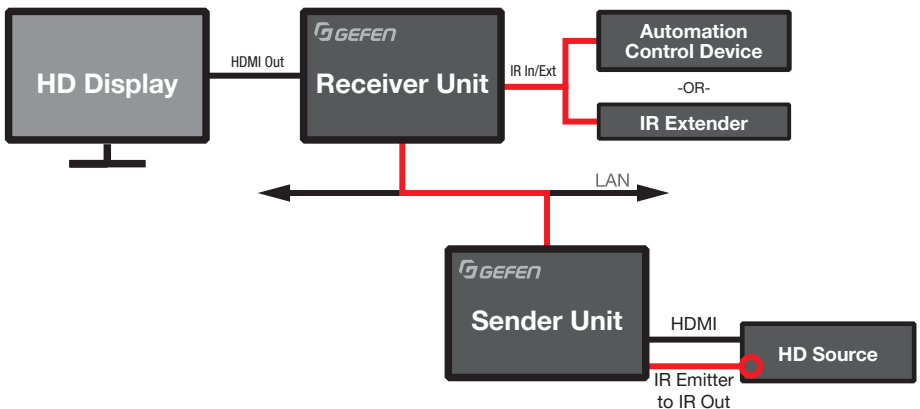 GEFEN
HD Display
HDMI Out
Receiver Unit
IR In/Ext
Automation
Control Device
-OR-
IR Extender
LAN
GEFEN
Sender Unit
HDMI
HD Source
IR Emitter
to IR Out